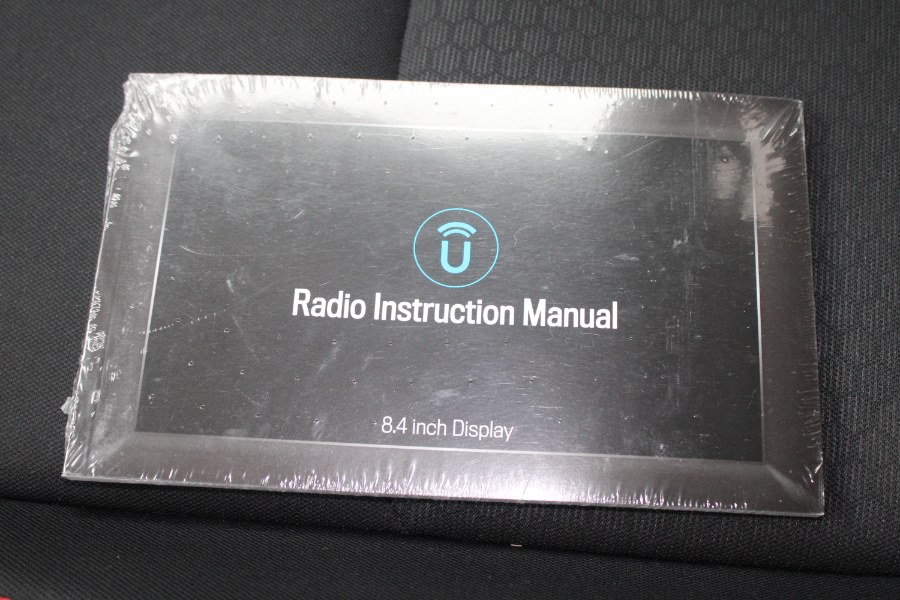 U
Radio Instruction Manual
8.4 inch Display